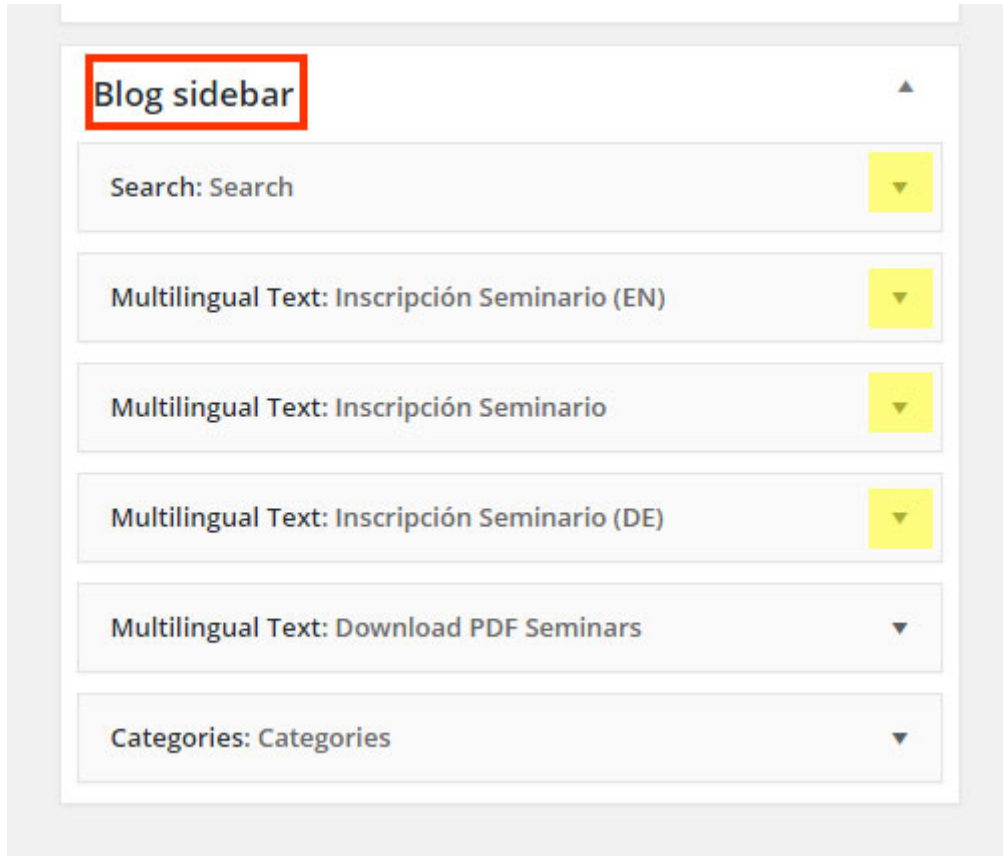 Blog sidebar
Search: Search
Multilingual Text: Inscripción Seminario (EN)
Multilingual Text: Inscripción Seminario
Multilingual Text: Inscripción Seminario (DE)
Multilingual Text: Download PDF Seminars
Categories: Categories